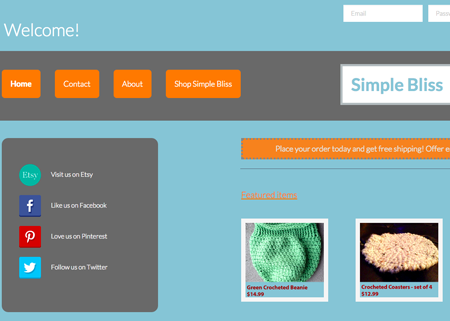 Email
Welcome!
Home
Contact
About
Shop Simple Bliss
Simple Bliss
Etsy
Visit us on Etsy
Like us on Facebook
Love us on Pinterest
Follow us on Twitter
Place your order today and get free shipping! Offer
Featured items
Green Crocheted Beanie
$14.99
Crocheted Coasters - set of 4
$12.99